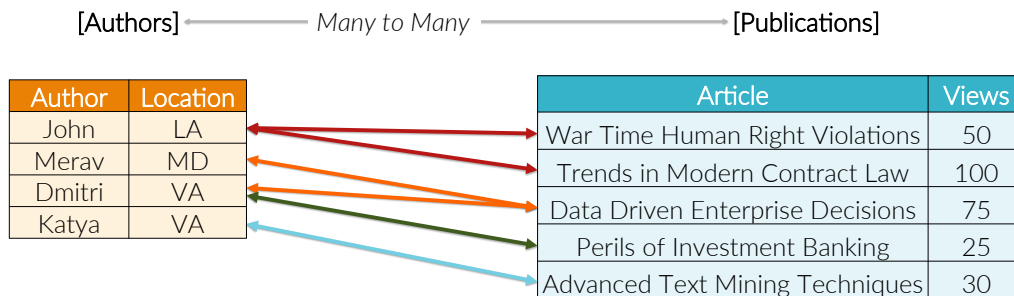 [Authors] Many to Many [Publications]
Author Location
John LA
Merav MD
Dmitri VA
Katya VA
Article Views
War Time Human Right Violations 50
Trends in Modern Contract Law 100
Data Driven Enterprise Decisions 75
Perils of Investment Banking 25
Advanced Text Mining Techniques 30